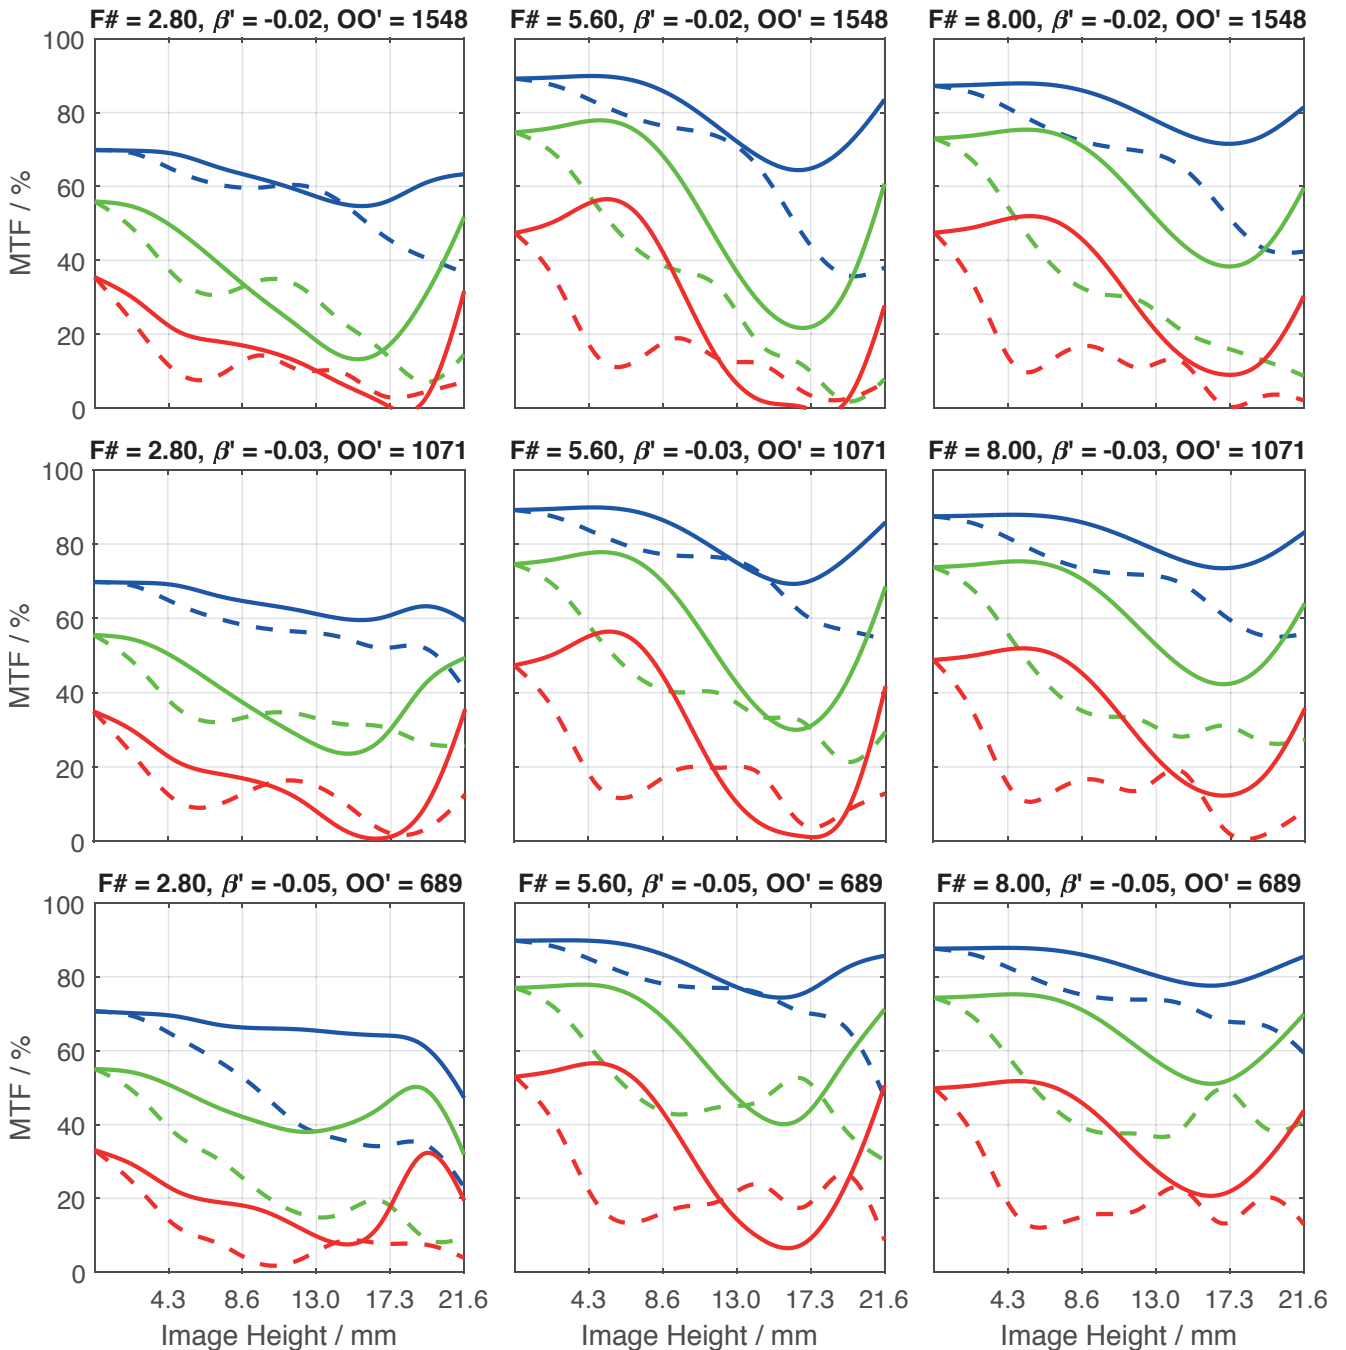 F# = 2.80, β' = -0.02, OO' = 1548
F# = 5.60, β' = -0.02, OO' = 1548
F# = 8.00, β' = -0.02, OO' = 1548
100
80
60
40
20
0
MTF / %
F# = 2.80, β' = -0.03, OO' = 1071
F# = 5.60, β' = -0.03, OO' = 1071
F# = 8.00, β' = -0.03, OO' = 1071
100
80
60
40
20
0
MTF / %
F# = 2.80, β' = -0.05, OO' = 689
F# = 5.60, β' = -0.05, OO' = 689
F# = 8.00, β' = -0.05, OO' = 689
100
80
60
40
20
0
MTF / %
4.3 8.6 13.0 17.3 21.6
4.3 8.6 13.0 17.3 21.6
4.3 8.6 13.0 17.3 21.6
Image Height / mm
Image Height / mm
Image Height / mm